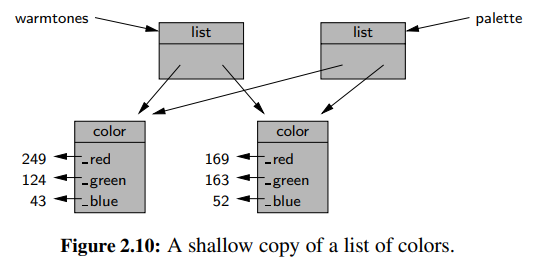 warmtones
list
list
palette
color
color
249 _red
124 _green
43 _blue
169 _red
163 _green
52 _blue
Figure 2.10: A shallow copy of a list of colors.